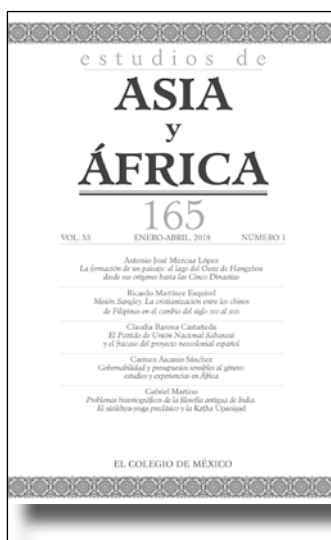 estudios de
ASIA
y
ÁFRICA
165
VOL. 53 ENERO-ABRIL, 2018 NÚMERO 1
Antonio José Mezcua López
La formación de un paisaje: el lago del Oeste de Hangzhou
desde sus orígenes hasta las Cinco Dinastías
Ricardo Martínez Esquivel
Misión Sangley. La cristianización entre los chinos
de Filipinas en el cambio del siglo XVI al XVII
Claudia Barona Castañeda
El Partido de Unión Nacional Saharaui
y el fracaso del proyecto neocolonial español
Carmen Ascanio Sánchez
Gobernabilidad y presupuestos sensibles al género:
estudios y experiencias en África
Gabriel Martino
Problemas historiográficos de la filosofía antigua de India.
El sāṃkhya-yoga preclásico y la Kaṭha Upaniṣad
EL COLEGIO DE MÉXICO